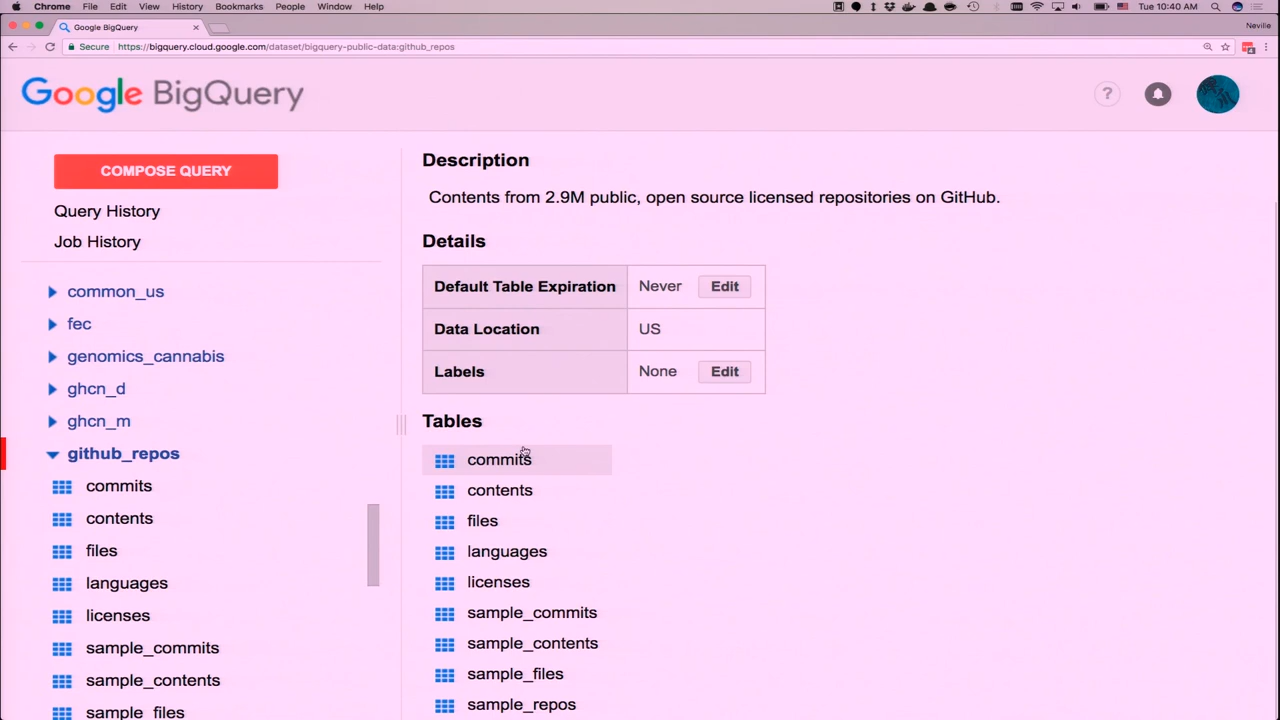 Chrome File Edit View History Bookmarks People Window Help Tue 10:40 AM
Google BigQuery Neville
Secure https://bigquery.cloud.google.com/dataset/bigquery-public-data:github_repos
Google BigQuery ?
COMPOSE QUERY
Query History
Job History
common_us
fec
genomics_cannabis
ghcn_d
ghcn_m
github_repos
commits
contents
files
languages
licenses
sample_commits
sample_contents
sample_files
Description
Contents from 2.9M public, open source licensed repositories on GitHub.
Details
Default Table Expiration Never Edit
Data Location US
Labels None Edit
Tables
commits
contents
files
languages
licenses
sample_commits
sample_contents
sample_files
sample_repos